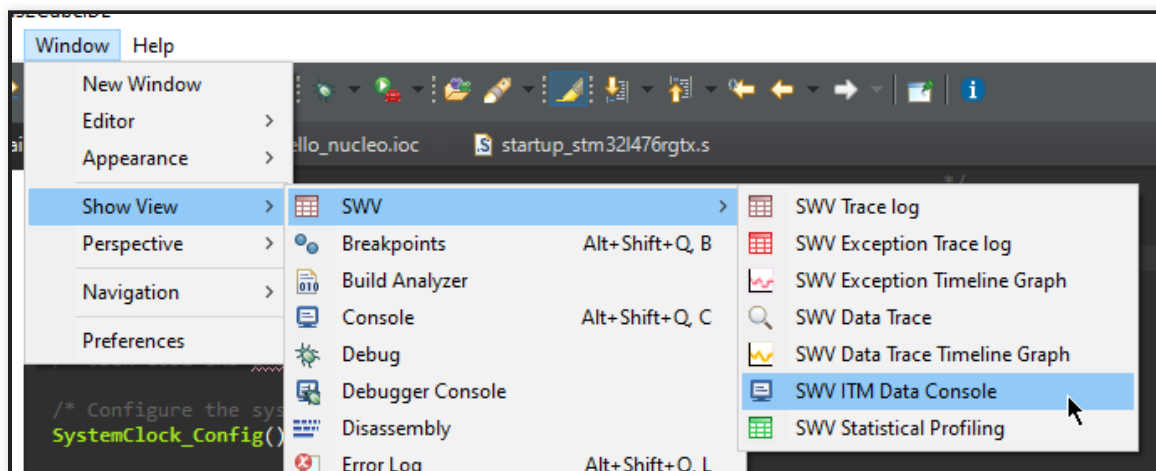 Window Help
New Window
Editor
Appearance
Show View
Perspective
Navigation
Preferences
ello_nucleo.ioc
startup_stm32l476rgtx.s
*/
SWV
Breakpoints Alt+Shift+Q, B
Build Analyzer
Console Alt+Shift+Q, C
Debug
Debugger Console
Disassembly
Error Log Alt+Shift+Q, L
SWV Trace log
SWV Exception Trace log
SWV Exception Timeline Graph
SWV Data Trace
SWV Data Trace Timeline Graph
SWV ITM Data Console
SWV Statistical Profiling
/* Configure the sys
SystemClock_Config()